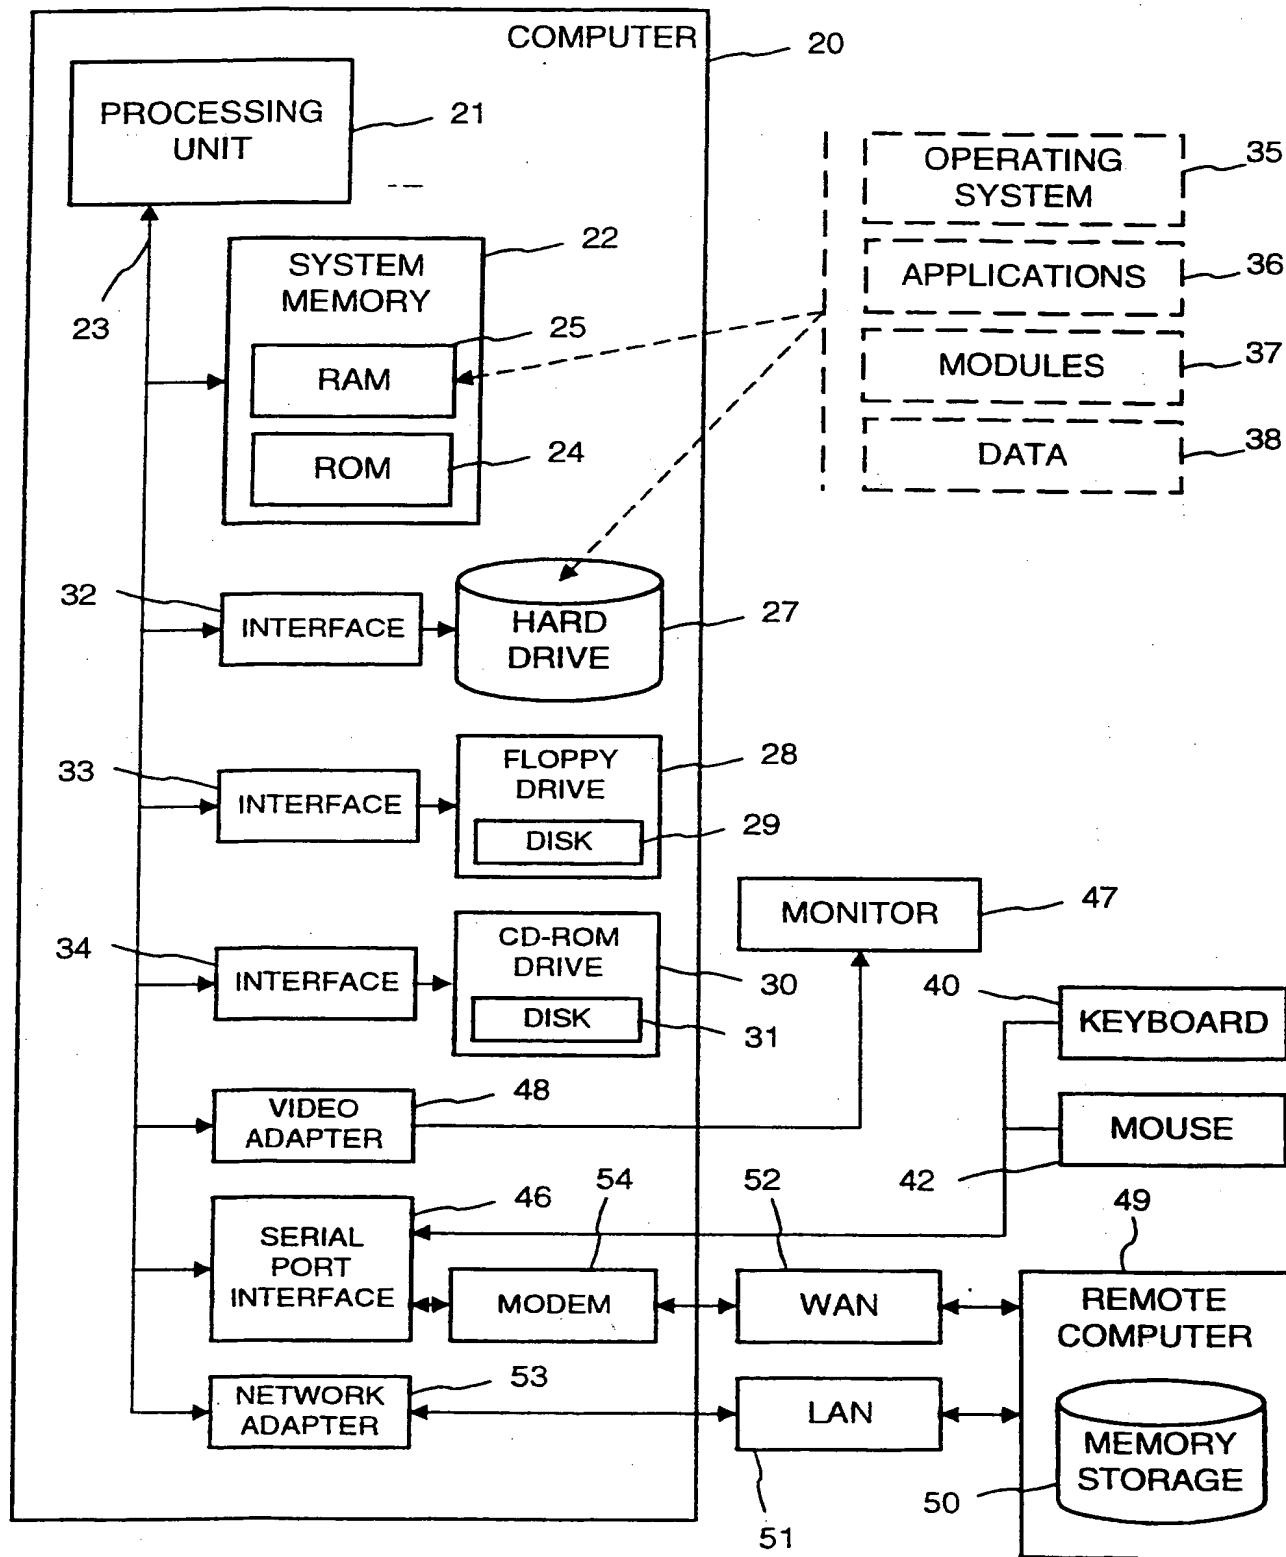 COMPUTER
20
PROCESSING
UNIT
21
OPERATING
SYSTEM
35
23
SYSTEM
MEMORY
22
APPLICATIONS
36
RAM
25
MODULES
37
ROM
24
DATA
38
32
INTERFACE
HARD
DRIVE
27
33
INTERFACE
FLOPPY
DRIVE
28
DISK
29
MONITOR
47
34
INTERFACE
CD-ROM
DRIVE
30
DISK
31
40
KEYBOARD
VIDEO
ADAPTER
48
MOUSE
42
SERIAL
PORT
INTERFACE
46
54
MODEM
52
WAN
49
REMOTE
COMPUTER
NETWORK
ADAPTER
53
LAN
51
MEMORY
STORAGE
50